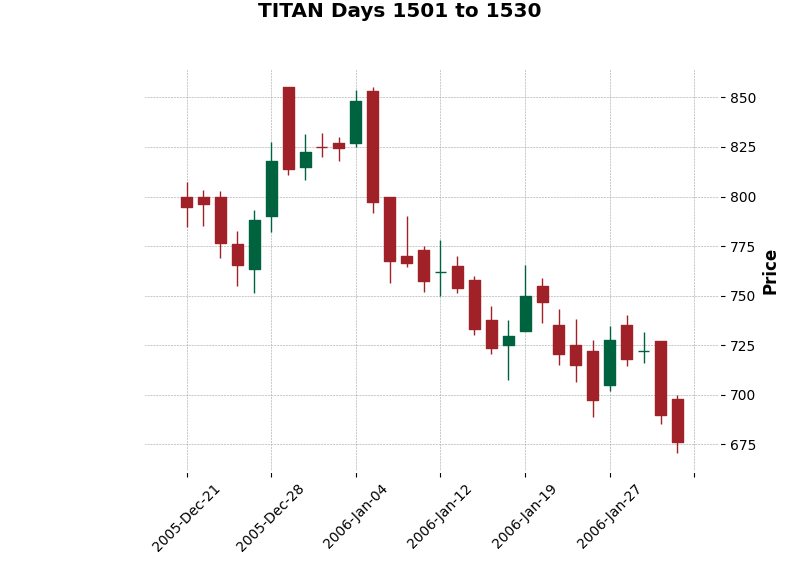 TITAN Days 1501 to 1530
850
825
800
775
750
725
700
675
Price
2005-Dec-21
2005-Dec-28
2006-Jan-04
2006-Jan-12
2006-Jan-19
2006-Jan-27